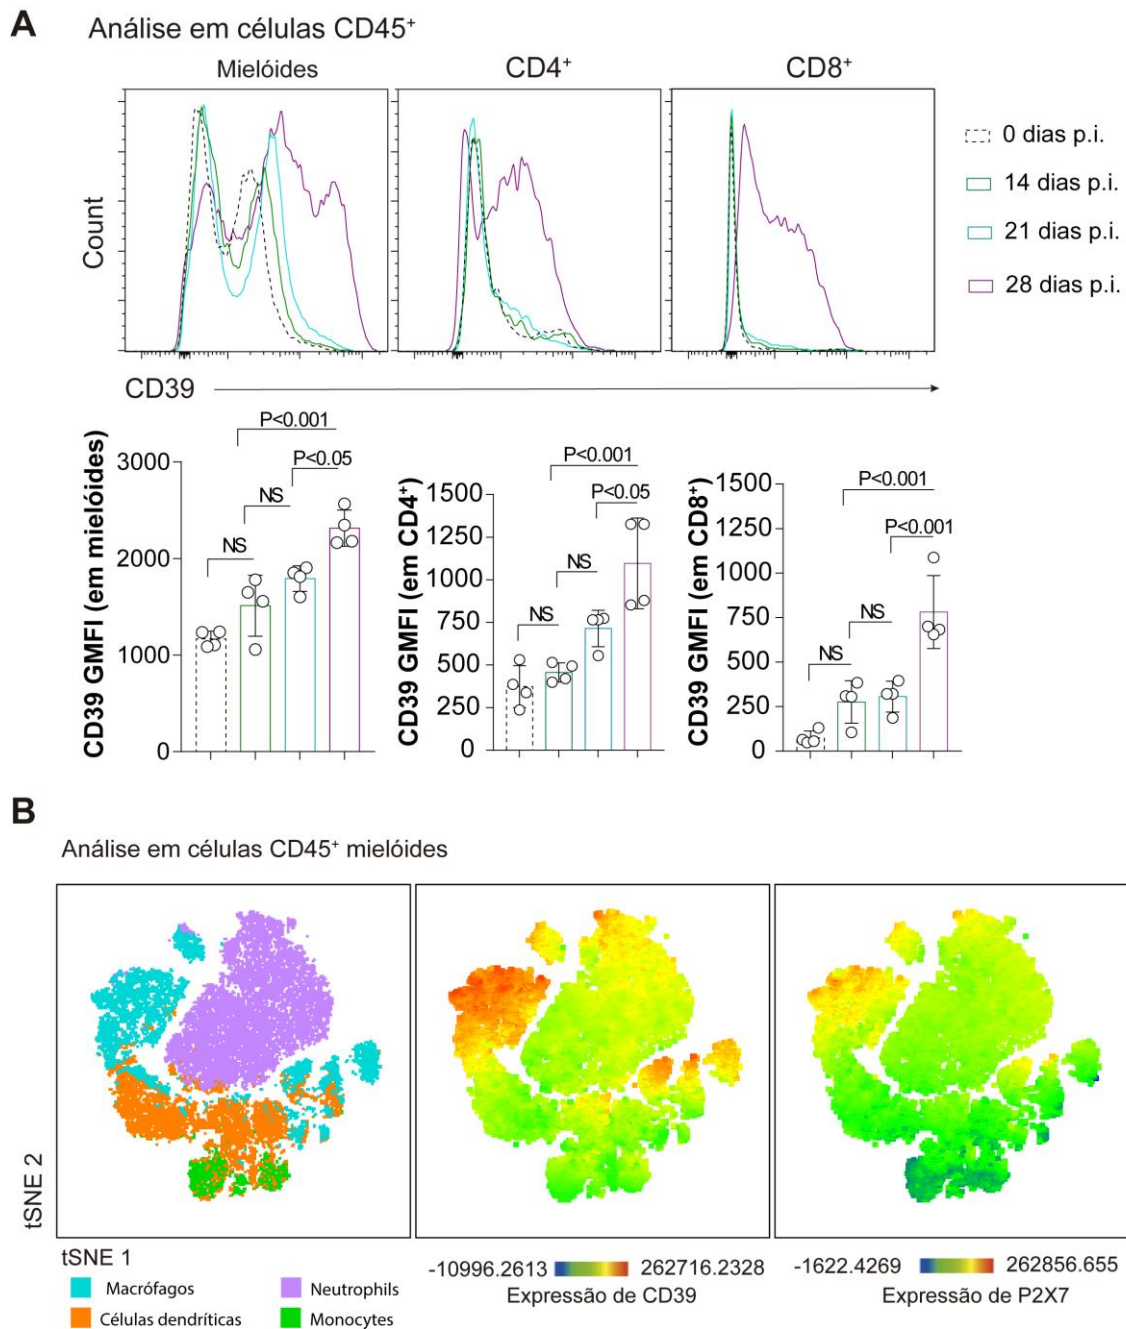 A
Análise em células CD45⁺
Mielóides
CD4⁺
CD8⁺
Count
0 dias p.i.
14 dias p.i.
21 dias p.i.
28 dias p.i.
CD39
CD39 GMFI (em mielóides)
3000
2000
1000
0
NS
NS
P<0.05
P<0.001
CD39 GMFI (em CD4⁺)
1500
1250
1000
750
500
250
0
NS
NS
P<0.05
P<0.001
CD39 GMFI (em CD8⁺)
1500
1250
1000
750
500
250
0
NS
NS
P<0.001
P<0.001
B
Análise em células CD45⁺ mielóides
tSNE 2
tSNE 1
Macrófagos
Neutrophils
Células dendríticas
Monocytes
-10996.2613 262716.2328
Expressão de CD39
-1622.4269 262856.655
Expressão de P2X7